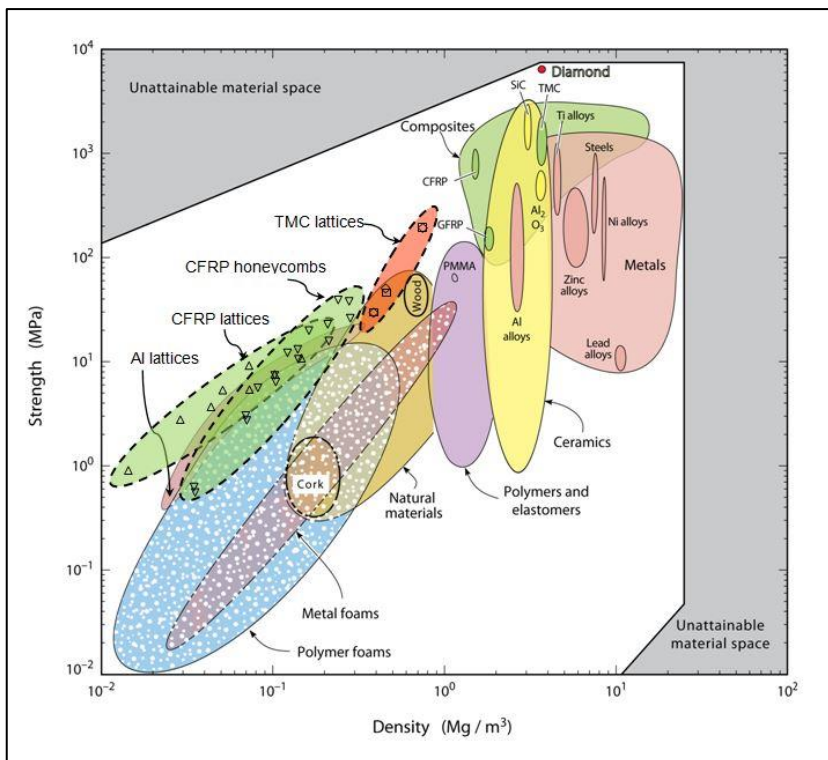 10⁴
10³
10²
10¹
10⁰
10⁻¹
10⁻²
Strength (MPa)
Unattainable material space
Diamond
SiC
TMC
Ti alloys
Composites
Steels
CFRP
TMC lattices
GFRP
Al₂
O₃
Ni alloys
CFRP honeycombs
PMMA
Zinc
alloys
Metals
Wood
CFRP lattices
Al
alloys
Lead
alloys
Al lattices
Ceramics
Cork
Natural
materials
Polymers and
elastomers
Metal foams
Polymer foams
Unattainable
material space
10⁻²
10⁻¹
10⁰
10¹
10²
Density (Mg / m³)